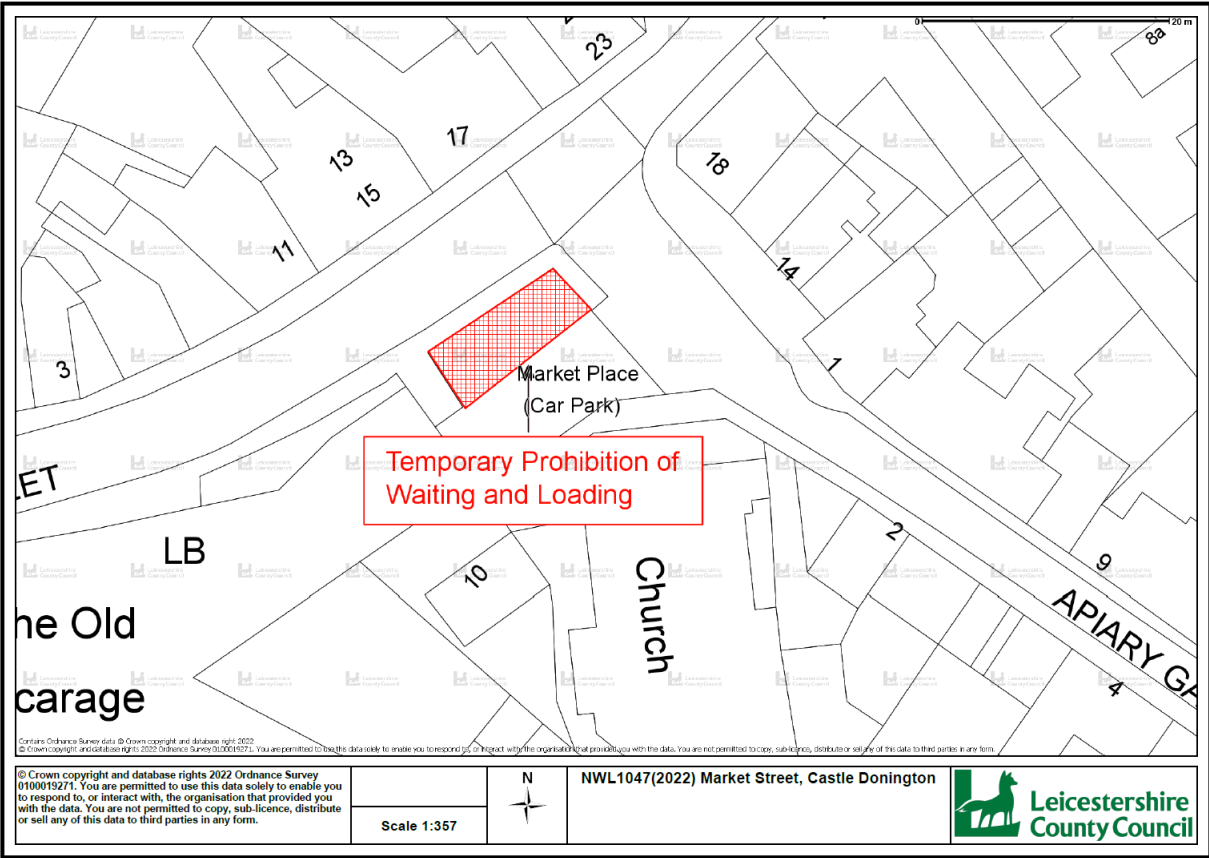 0
20 m
8a
23
17
13
15
18
11
14
3
1
Market Place
(Car Park)
Temporary Prohibition of
Waiting and Loading
LET
LB
2
10
9
Church
he Old
APIARY GA
carage
4
Contains Ordnance Survey data © Crown copyright and database right 2022
© Crown copyright and database rights 2022 Ordnance Survey 0100019271. You are permitted to use this data solely to enable you to respond to, or interact with, the organisation that provided you with the data. You are not permitted to copy, sub-licence, distribute or sell any of this data to third parties in any form.
© Crown copyright and database rights 2022 Ordnance Survey
0100019271. You are permitted to use this data solely to enable you
to respond to, or interact with, the organisation that provided you
with the data. You are not permitted to copy, sub-licence, distribute
or sell any of this data to third parties in any form.
Scale 1:357
N
NWL1047(2022) Market Street, Castle Donington
Leicestershire
County Council